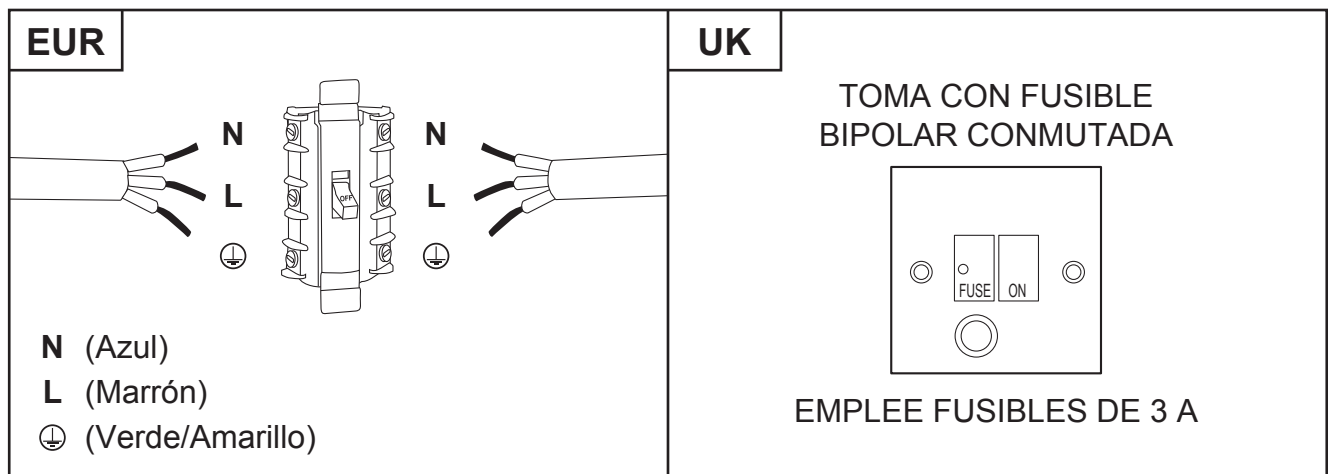 EUR
N
L
OFF
N
L
N (Azul)
L (Marrón)
(Verde/Amarillo)
UK
TOMA CON FUSIBLE
BIPOLAR CONMUTADA
FUSE ON
EMPLEE FUSIBLES DE 3 A